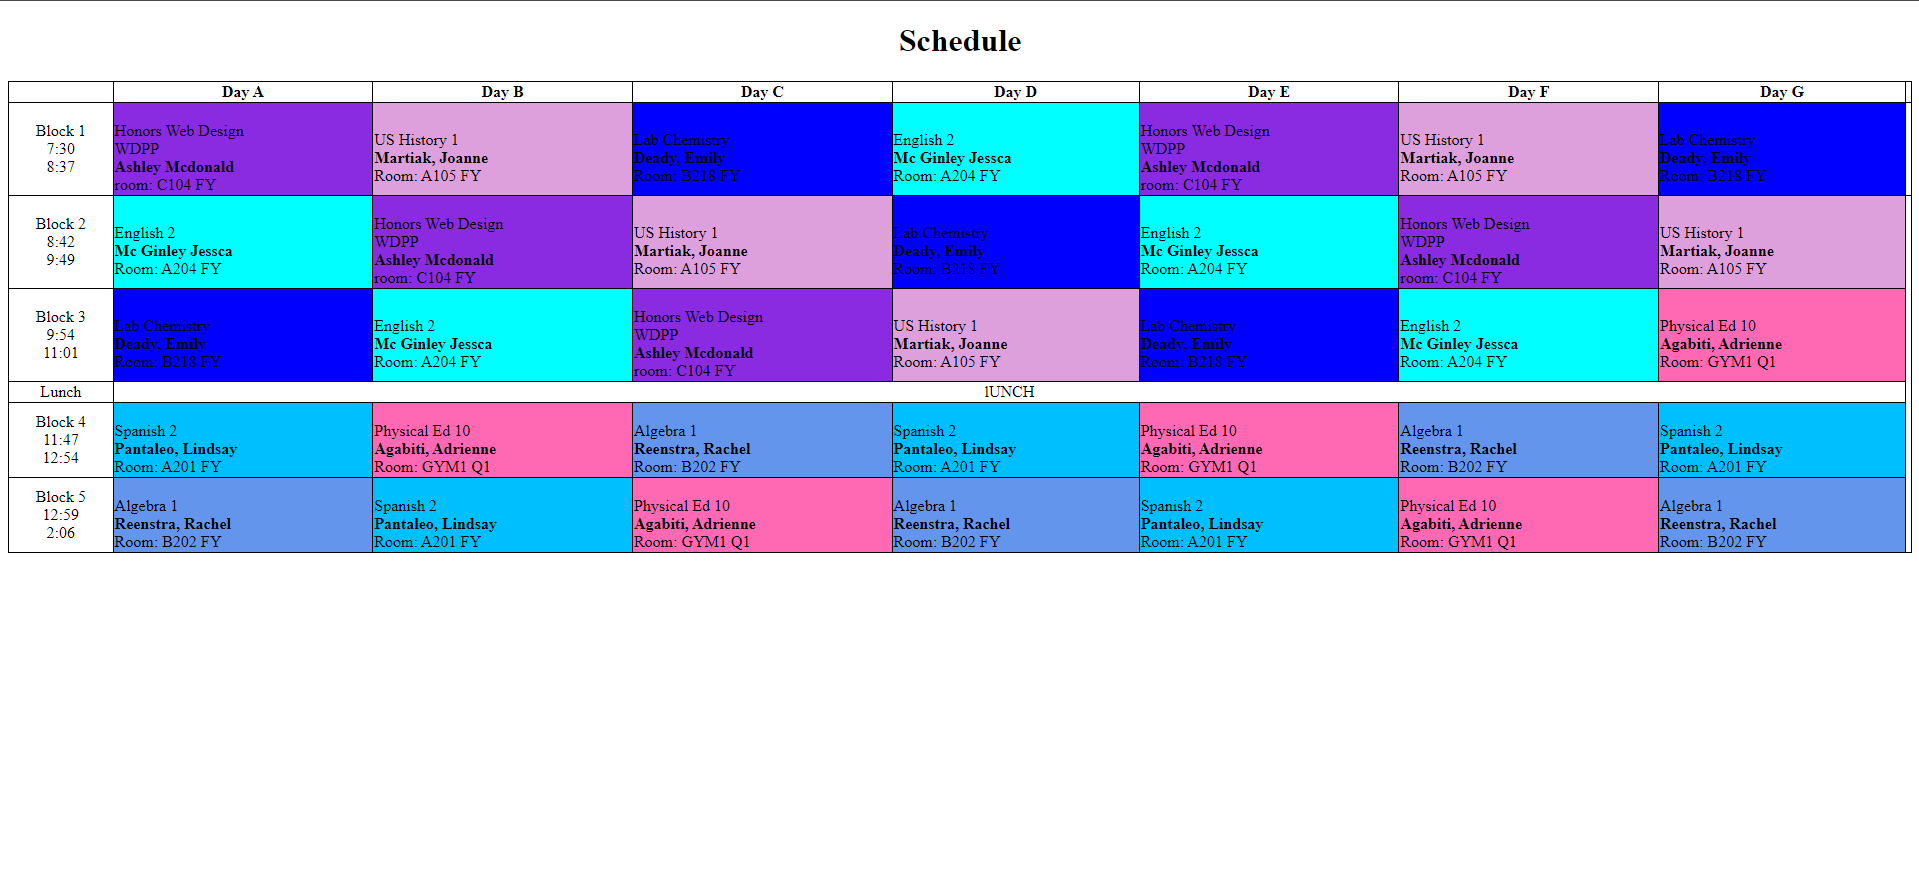 Schedule
Day A Day B Day C Day D Day E Day F Day G
Block 1
7:30
8:37
Honors Web Design
WDPP
Ashley Mcdonald
room: C104 FY
US History 1
Martiak, Joanne
Room: A105 FY
Lab Chemistry
Deady, Emily
Room: B218 FY
English 2
Mc Ginley Jessca
Room: A204 FY
Honors Web Design
WDPP
Ashley Mcdonald
room: C104 FY
US History 1
Martiak, Joanne
Room: A105 FY
Lab Chemistry
Deady, Emily
Room: B218 FY
Block 2
8:42
9:49
English 2
Mc Ginley Jessca
Room: A204 FY
Honors Web Design
WDPP
Ashley Mcdonald
room: C104 FY
US History 1
Martiak, Joanne
Room: A105 FY
Lab Chemistry
Deady, Emily
Room: B218 FY
English 2
Mc Ginley Jessca
Room: A204 FY
Honors Web Design
WDPP
Ashley Mcdonald
room: C104 FY
US History 1
Martiak, Joanne
Room: A105 FY
Block 3
9:54
11:01
Lab Chemistry
Deady, Emily
Room: B218 FY
English 2
Mc Ginley Jessca
Room: A204 FY
Honors Web Design
WDPP
Ashley Mcdonald
room: C104 FY
US History 1
Martiak, Joanne
Room: A105 FY
Lab Chemistry
Deady, Emily
Room: B218 FY
English 2
Mc Ginley Jessca
Room: A204 FY
Physical Ed 10
Agabiti, Adrienne
Room: GYM1 Q1
Lunch
lUNCH
Block 4
11:47
12:54
Spanish 2
Pantaleo, Lindsay
Room: A201 FY
Physical Ed 10
Agabiti, Adrienne
Room: GYM1 Q1
Algebra 1
Reenstra, Rachel
Room: B202 FY
Spanish 2
Pantaleo, Lindsay
Room: A201 FY
Physical Ed 10
Agabiti, Adrienne
Room: GYM1 Q1
Algebra 1
Reenstra, Rachel
Room: B202 FY
Spanish 2
Pantaleo, Lindsay
Room: A201 FY
Block 5
12:59
2:06
Algebra 1
Reenstra, Rachel
Room: B202 FY
Spanish 2
Pantaleo, Lindsay
Room: A201 FY
Physical Ed 10
Agabiti, Adrienne
Room: GYM1 Q1
Algebra 1
Reenstra, Rachel
Room: B202 FY
Spanish 2
Pantaleo, Lindsay
Room: A201 FY
Physical Ed 10
Agabiti, Adrienne
Room: GYM1 Q1
Algebra 1
Reenstra, Rachel
Room: B202 FY